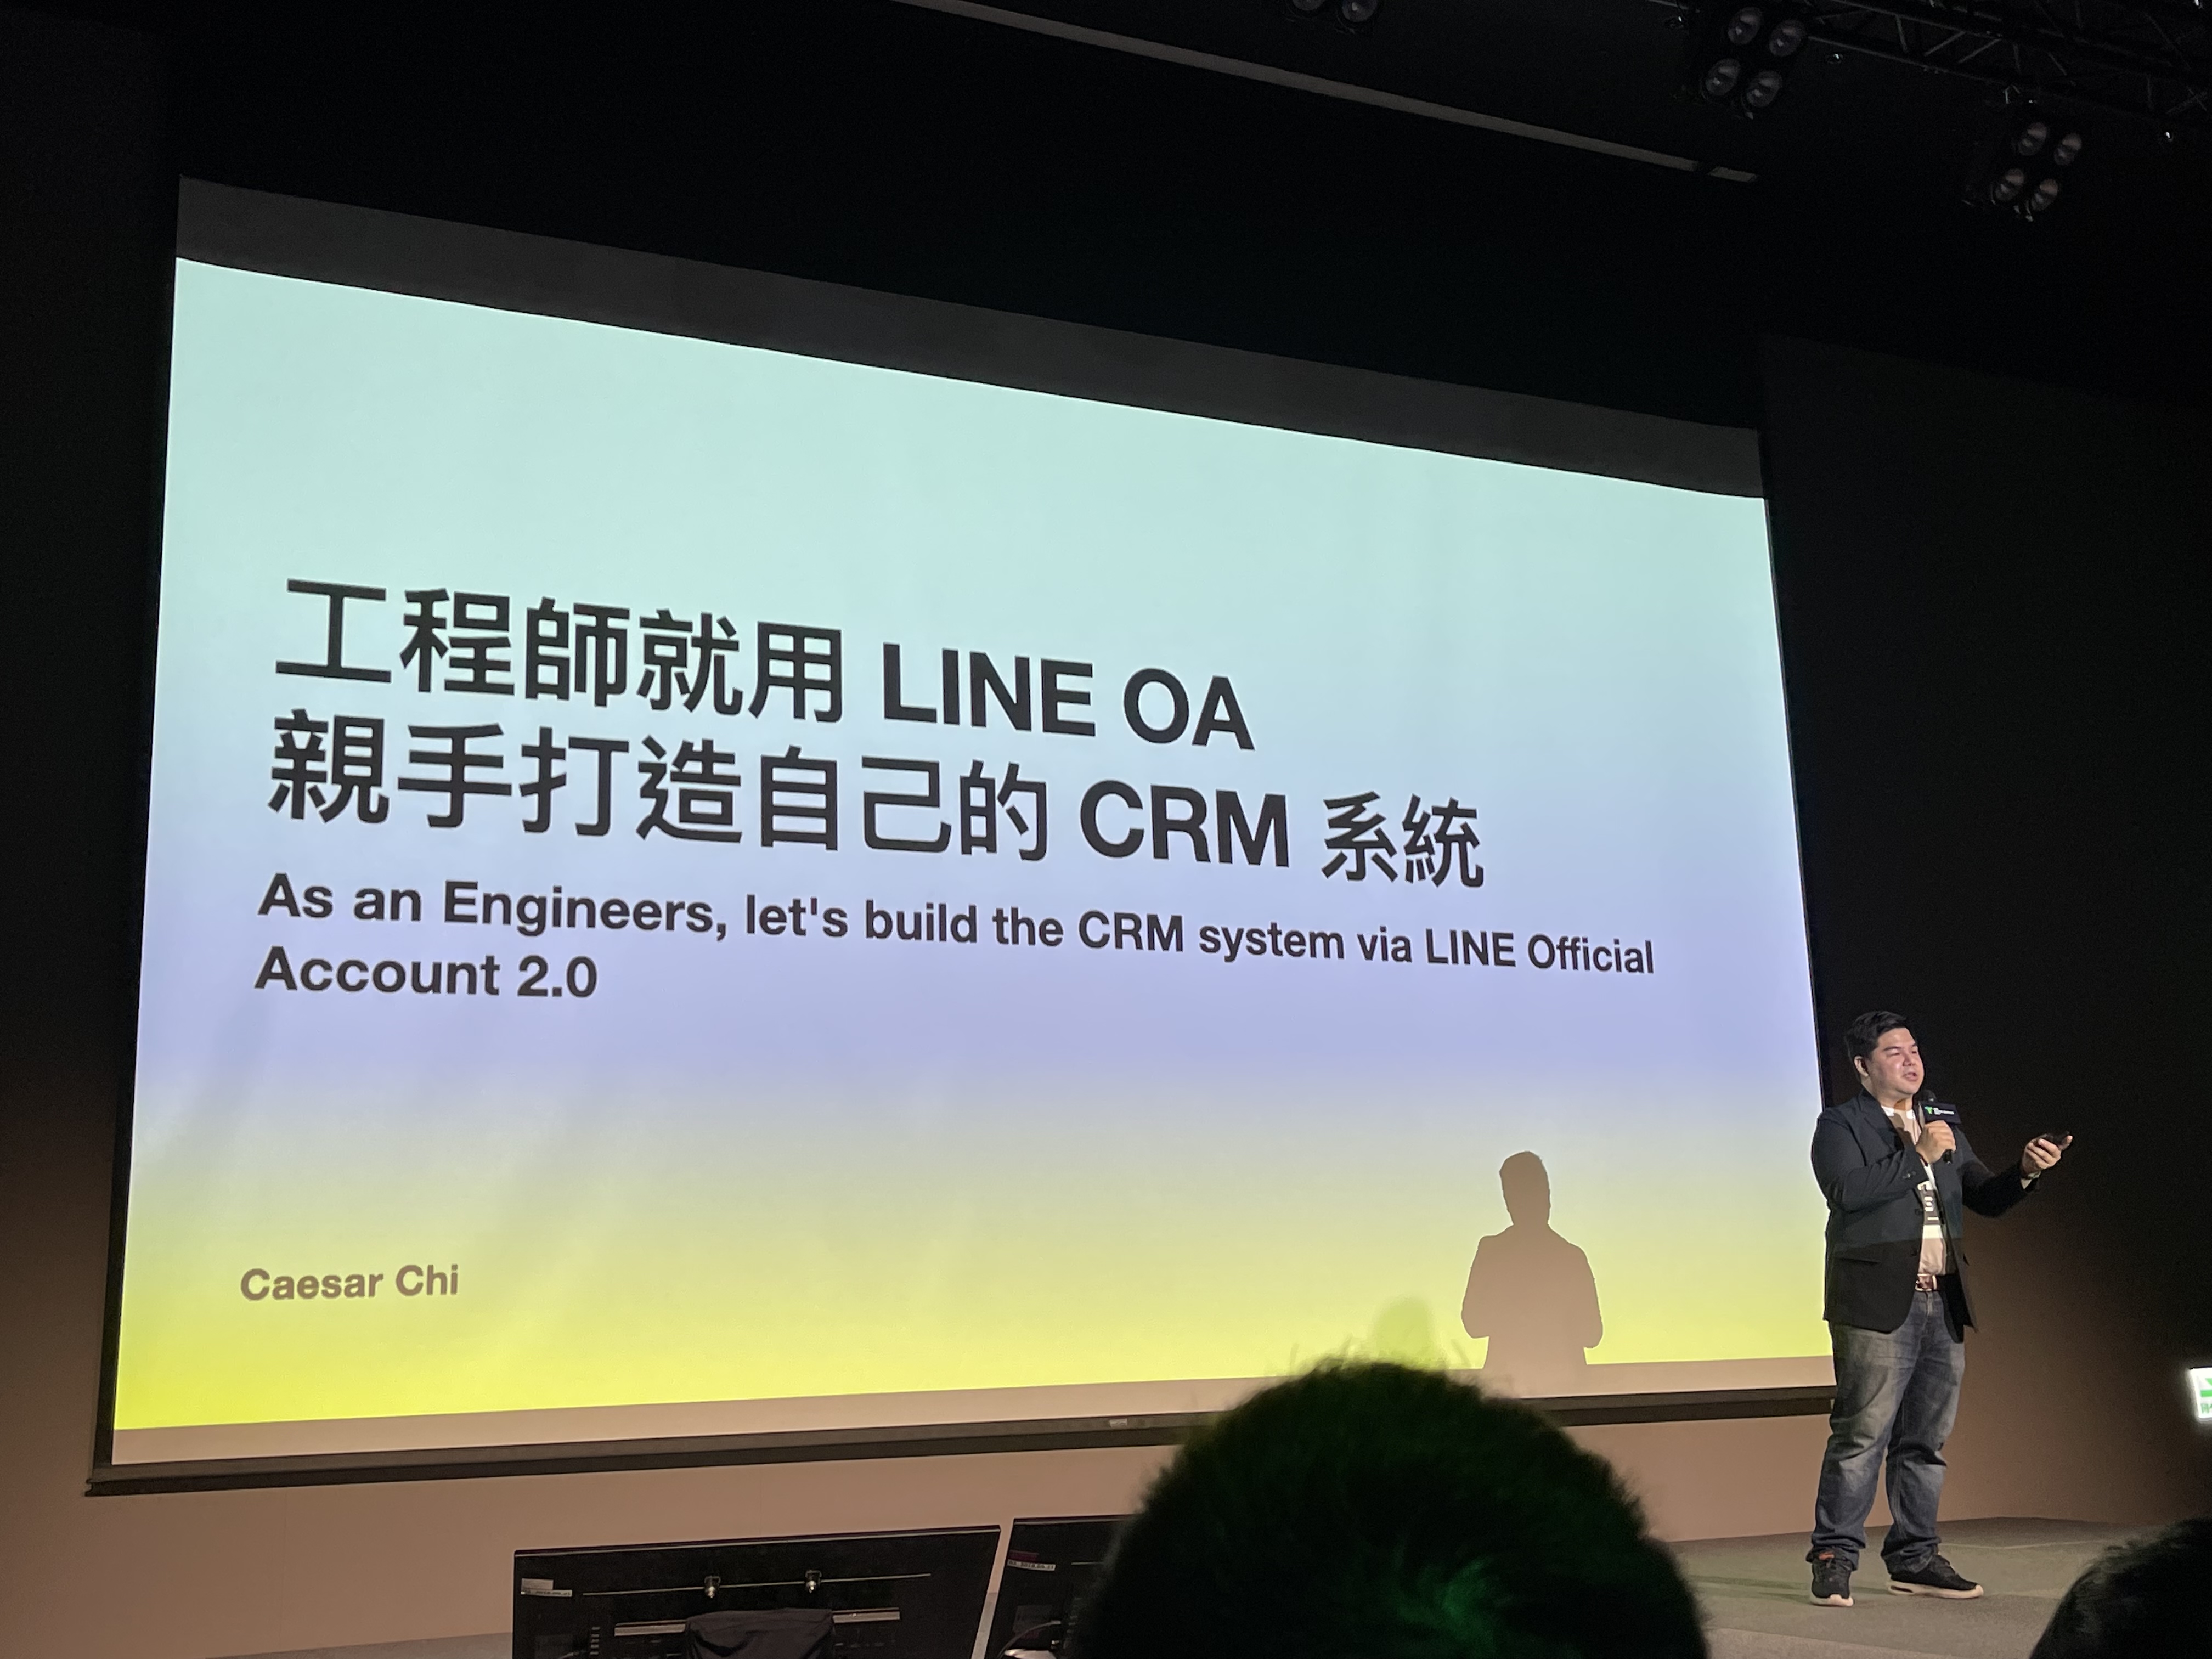 工程師就用 LINE OA
親手打造自己的 CRM 系統
As an Engineers, let's build the CRM system via LINE Official
Account 2.0
Caesar Chi